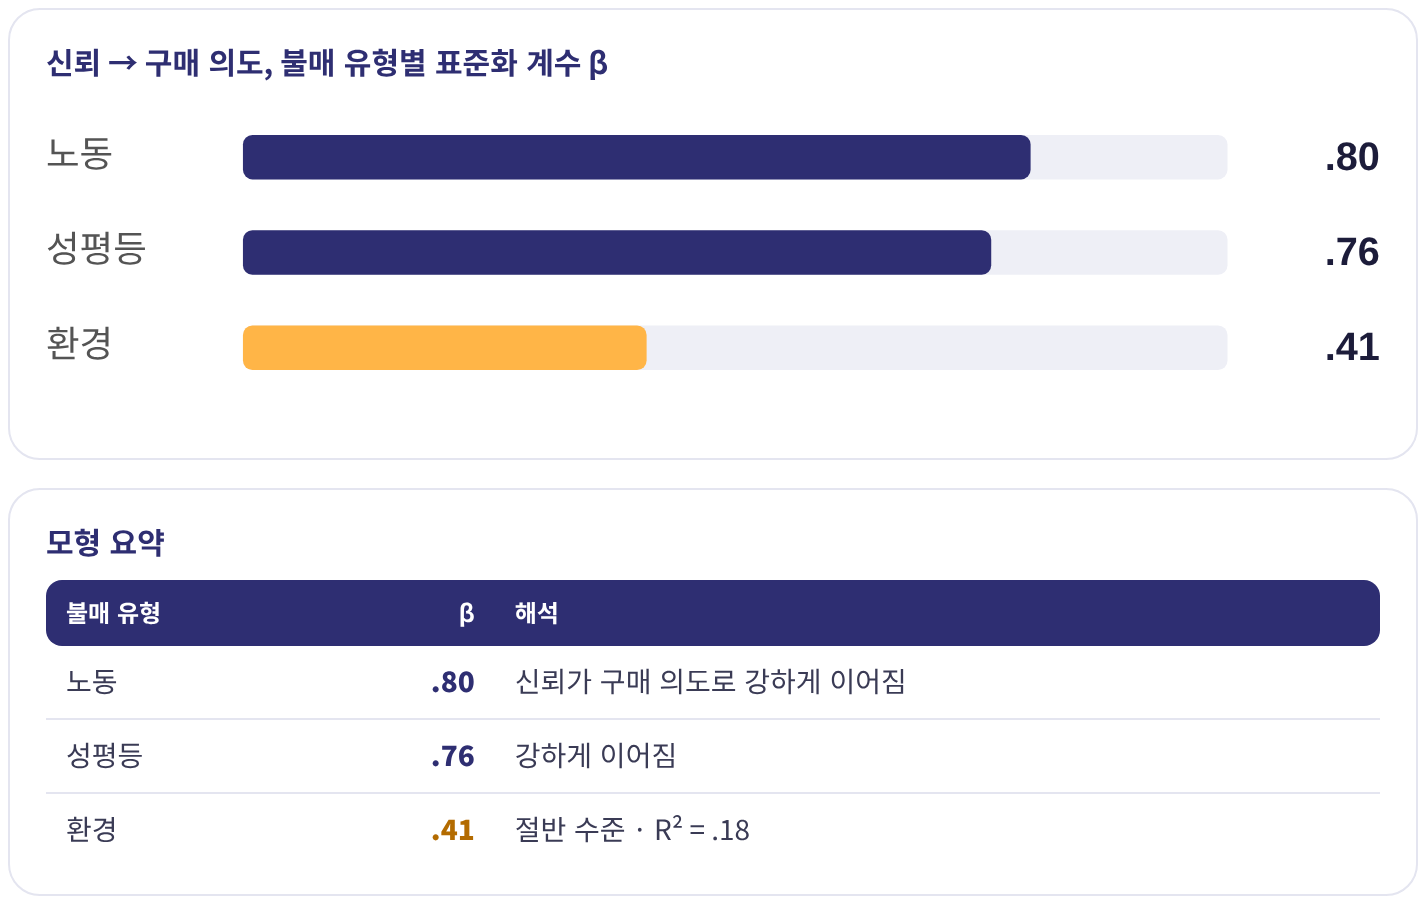 신뢰 → 구매 의도, 불매 유형별 표준화 계수 β
노동 .80
성평등 .76
환경 .41
모형 요약
불매 유형 β 해석
노동 .80 신뢰가 구매 의도로 강하게 이어짐
성평등 .76 강하게 이어짐
환경 .41 절반 수준 · R² = .18